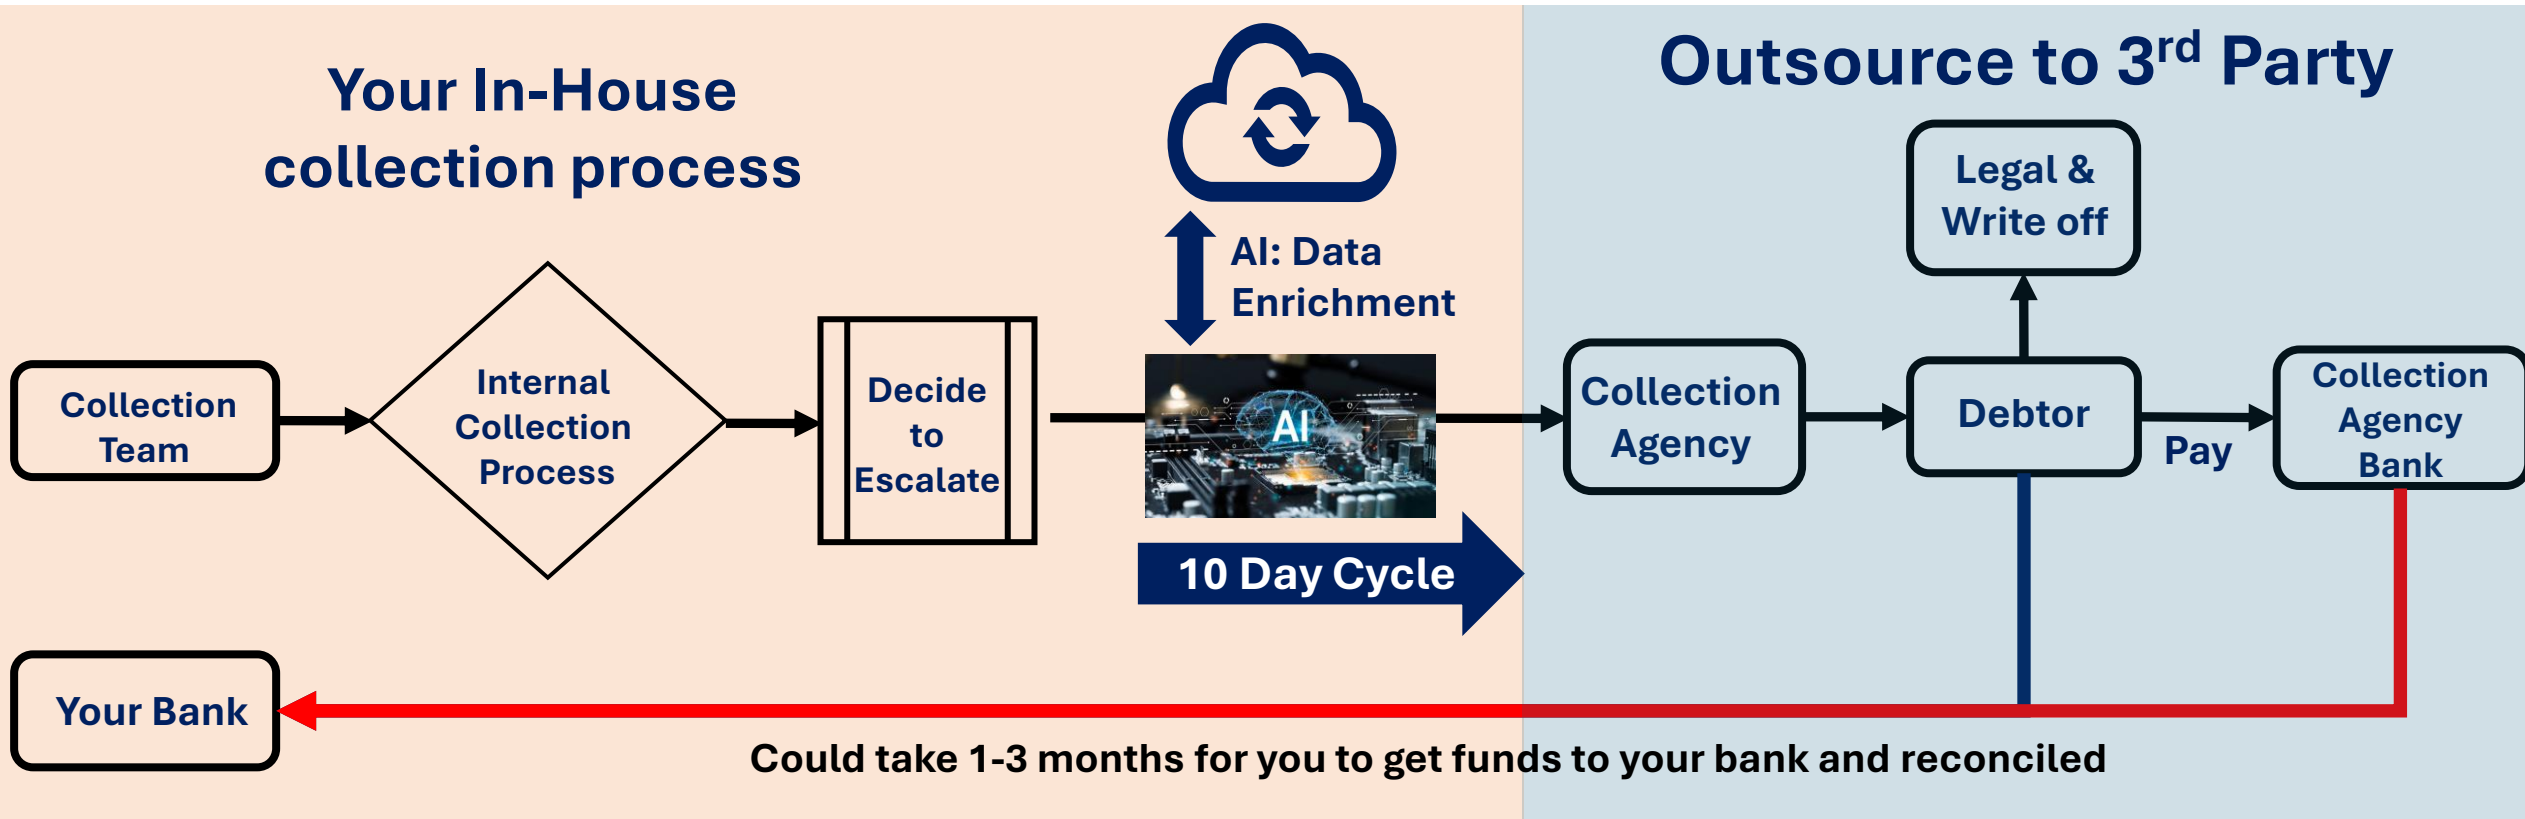 Your In-House
collection process
Outsource to 3rd Party
Legal &
Write off
AI: Data
Enrichment
Collection
Team
Internal
Collection
Process
Decide
to
Escalate
AI
Collection
Agency
Debtor
Pay
Collection
Agency
Bank
10 Day Cycle
Your Bank
Could take 1-3 months for you to get funds to your bank and reconciled